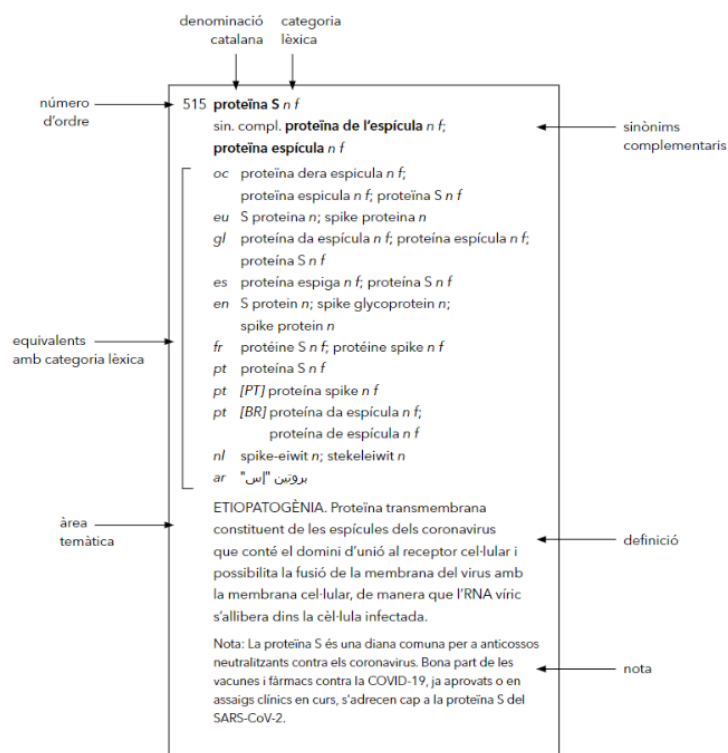 denominació categoria
catalana lèxica
número
d'ordre
515 proteïna S n f
sin. compl. proteïna de l'espícula n f;
proteïna espícula n f
sinònims
complementaris
oc proteïna dera espicula n f;
proteïna espicula n f; proteïna S n f
eu S proteina n; spike proteina n
gl proteína da espícula n f; proteína espícula n f;
proteína S n f
es proteína espiga n f; proteína S n f
en S protein n; spike glycoprotein n;
spike protein n
equivalents
amb categoria lèxica
fr protéine S n f; protéine spike n f
pt proteína S n f
pt [PT] proteína spike n f
pt [BR] proteína da espícula n f;
proteína de espícula n f
nl spike-eiwit n; stekeleiwit n
ar بروتين "إس"
àrea
temàtica
ETIOPATOGÈNIA. Proteïna transmembrana
constituent de les espícules dels coronavirus
que conté el domini d'unió al receptor cel·lular i
possibilita la fusió de la membrana del virus amb
la membrana cel·lular, de manera que l'RNA víric
s'allibera dins la cèl·lula infectada.
definició
Nota: La proteïna S és una diana comuna per a anticossos
neutralitzants contra els coronavirus. Bona part de les
vacunes i fàrmacs contra la COVID-19, ja aprovats o en
assaigs clínics en curs, s'adrecen cap a la proteïna S del
SARS-CoV-2.
nota